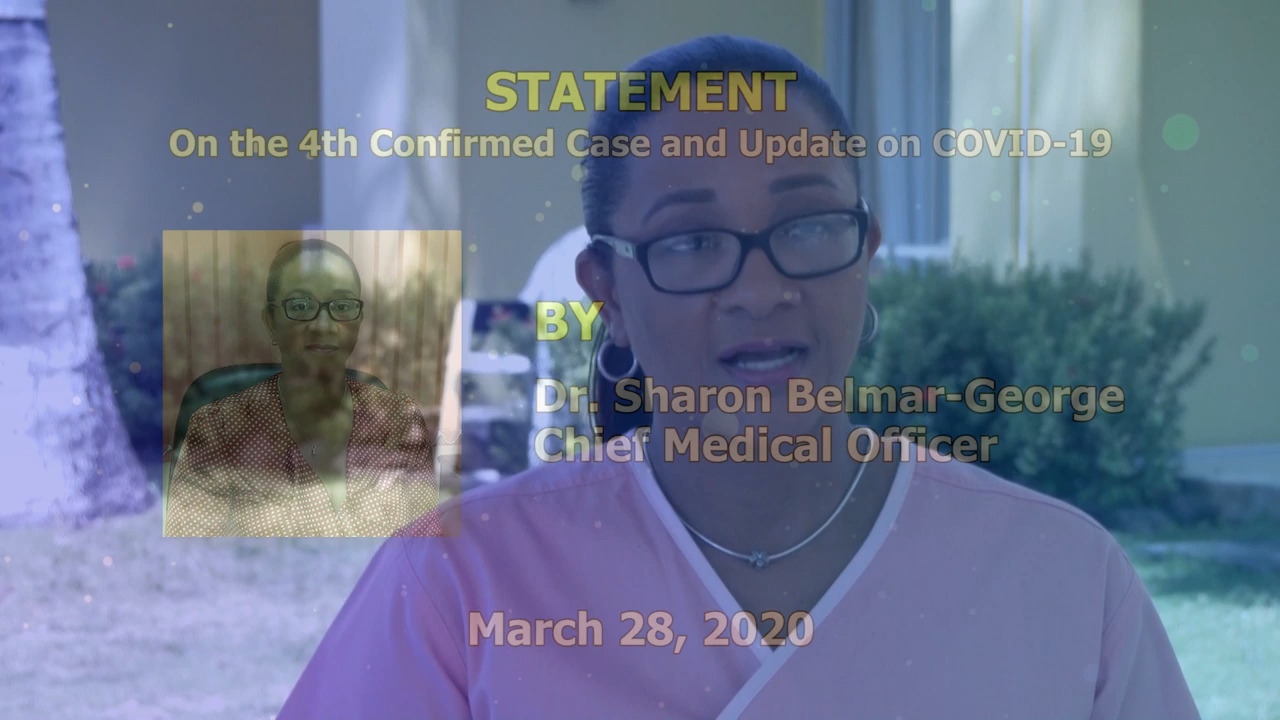 STATEMENT
On the 4th Confirmed Case and Update on COVID-19
BY
Dr. Sharon Belmar-George
Chief Medical Officer
March 28, 2020